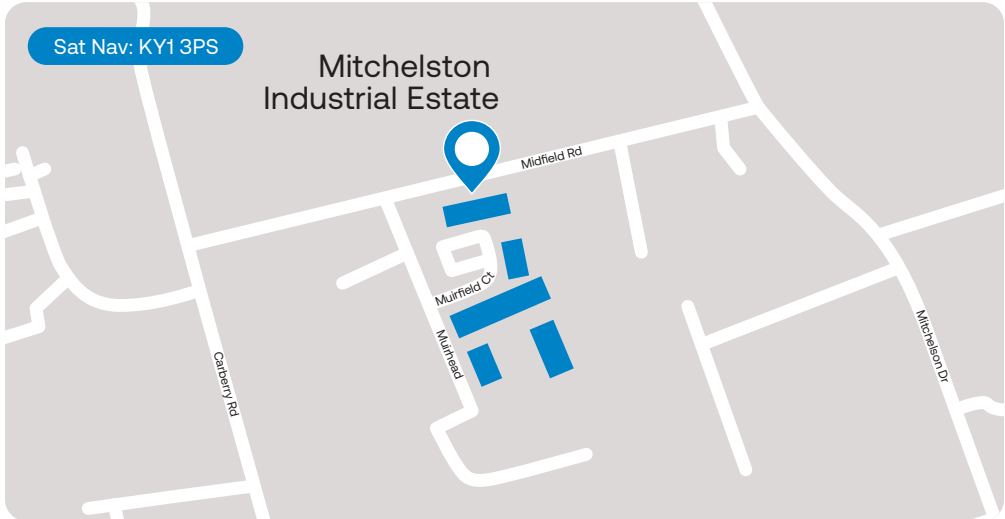 Sat Nav: KY1 3PS
Mitchelston
Industrial Estate
Midfield Rd
Muirfield Ct
Muirhead
Carberry Rd
Mitchelson Dr